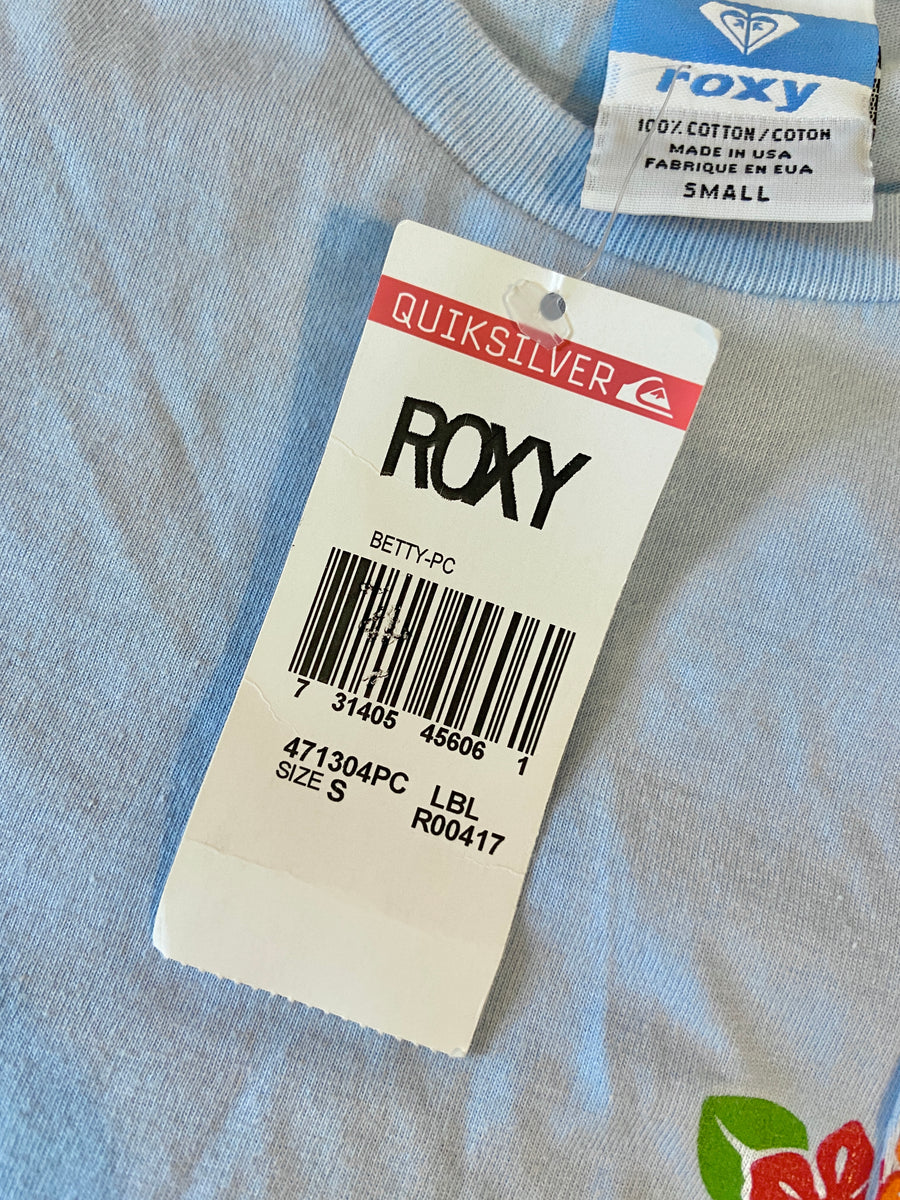 roxy
100% COTTON / COTON
MADE IN USA
FABRIQUE EN EUA
SMALL
QUIKSILVER
ROXY
BETTY-PC
7 31405 45606 1
471304PC LBL
SIZE S R00417